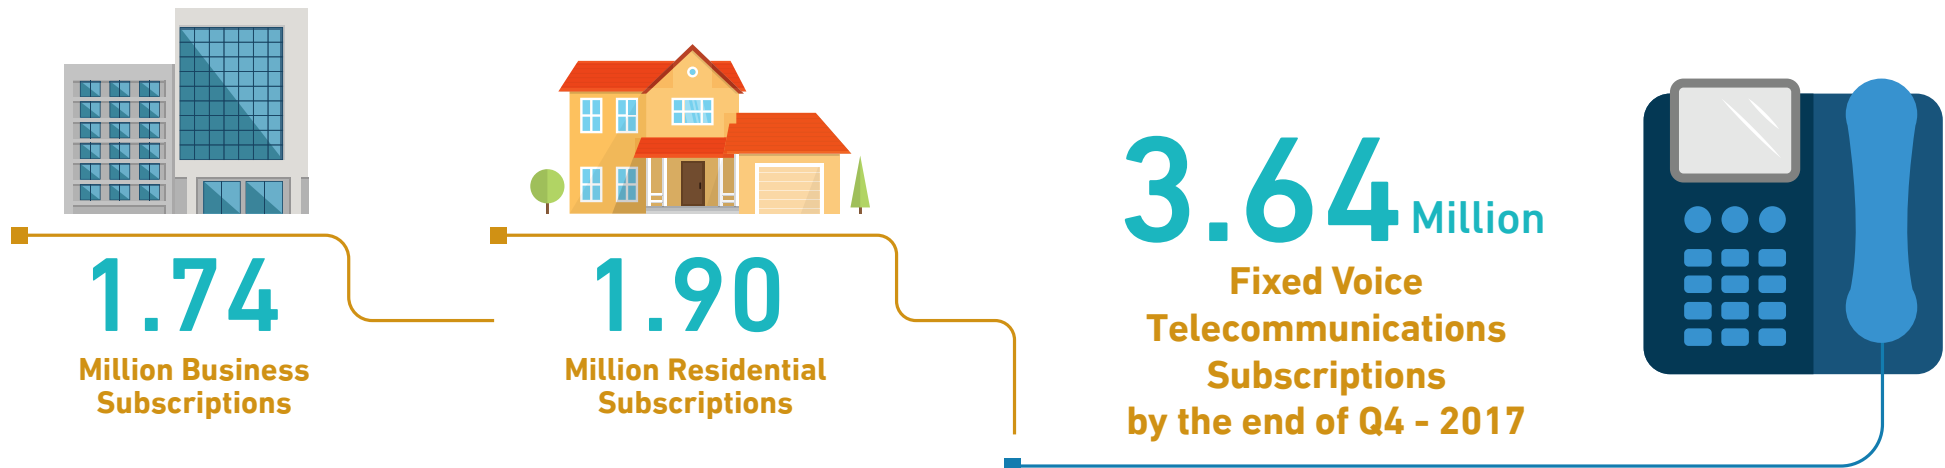 1.74
Million Business
Subscriptions
1.90
Million Residential
Subscriptions
3.64 Million
Fixed Voice
Telecommunications
Subscriptions
by the end of Q4 - 2017